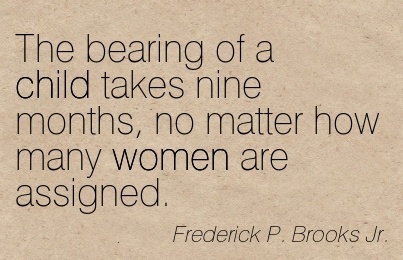 The bearing of a
child takes nine
months, no matter how
many women are
assigned.
Frederick P. Brooks Jr.